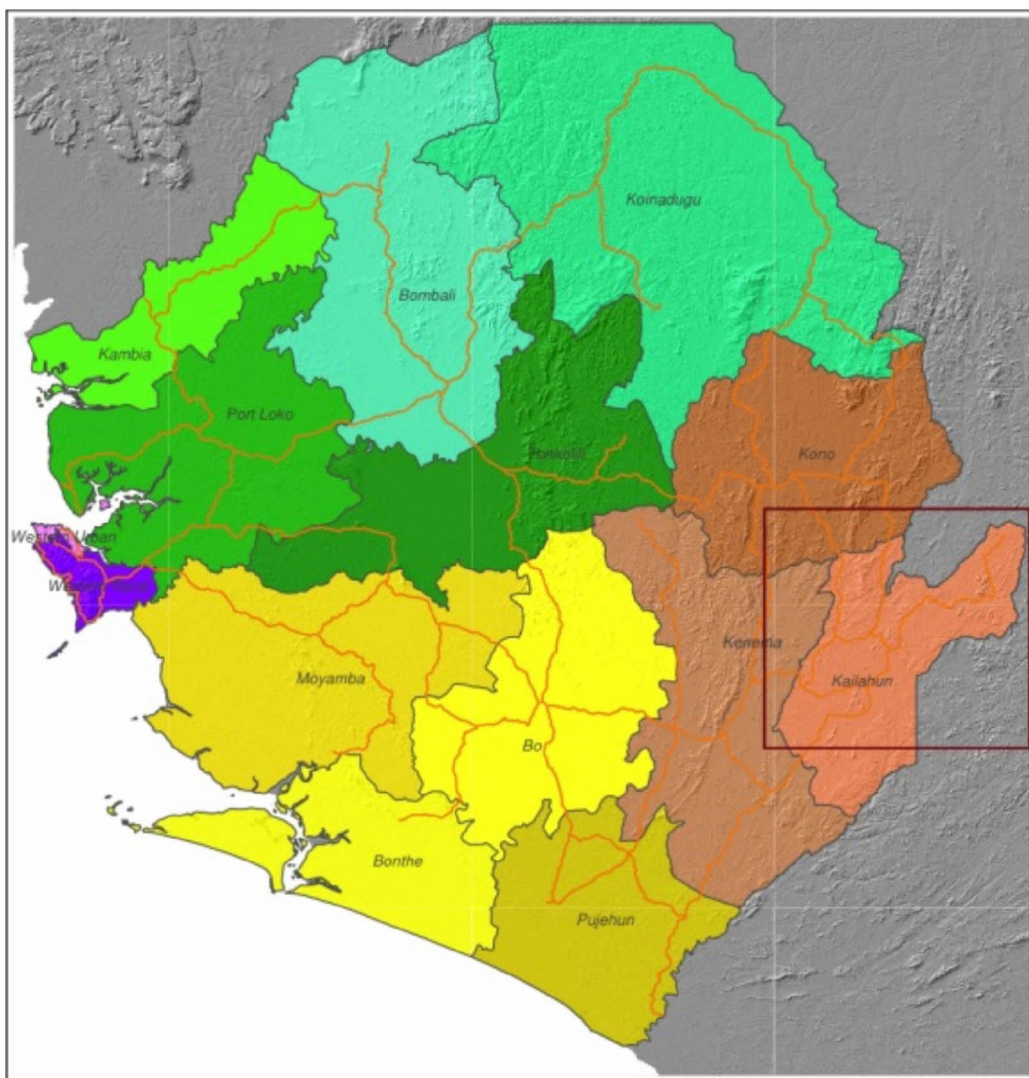 Koinadugu
Bombali
Kambia
Port Loko
Tonkolili
Kono
Western Urban
Kenema
Moyamba
Kailahun
Bo
Bonthe
Pujehun